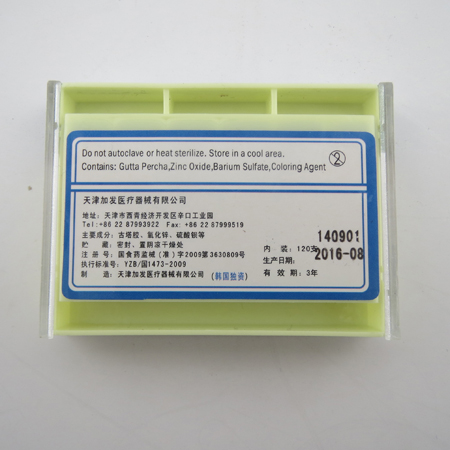 Do not autoclave or heat sterilize. Store in a cool area.
Contains: Gutta Percha,Zinc Oxide,Barium Sulfate,Coloring Agent
②
天津加发医疗器械有限公司
地址: 天津市西青经济开发区辛口工业园
Tel:+86 22 87993922 Fax: +86 22 87999519
主要成分: 古塔胶、氧化锌、硫酸钡等
贮 藏: 密封、置阴凉干燥处
注 册 号: 国食药监械（准）字2009第3630809号
执行标准号: YZB/国1473-2009
制 造: 天津加发医疗器械有限公司 （韩国独资）
140901
内 装: 120支
生产日期: 2016-08
有 效 期: 3年